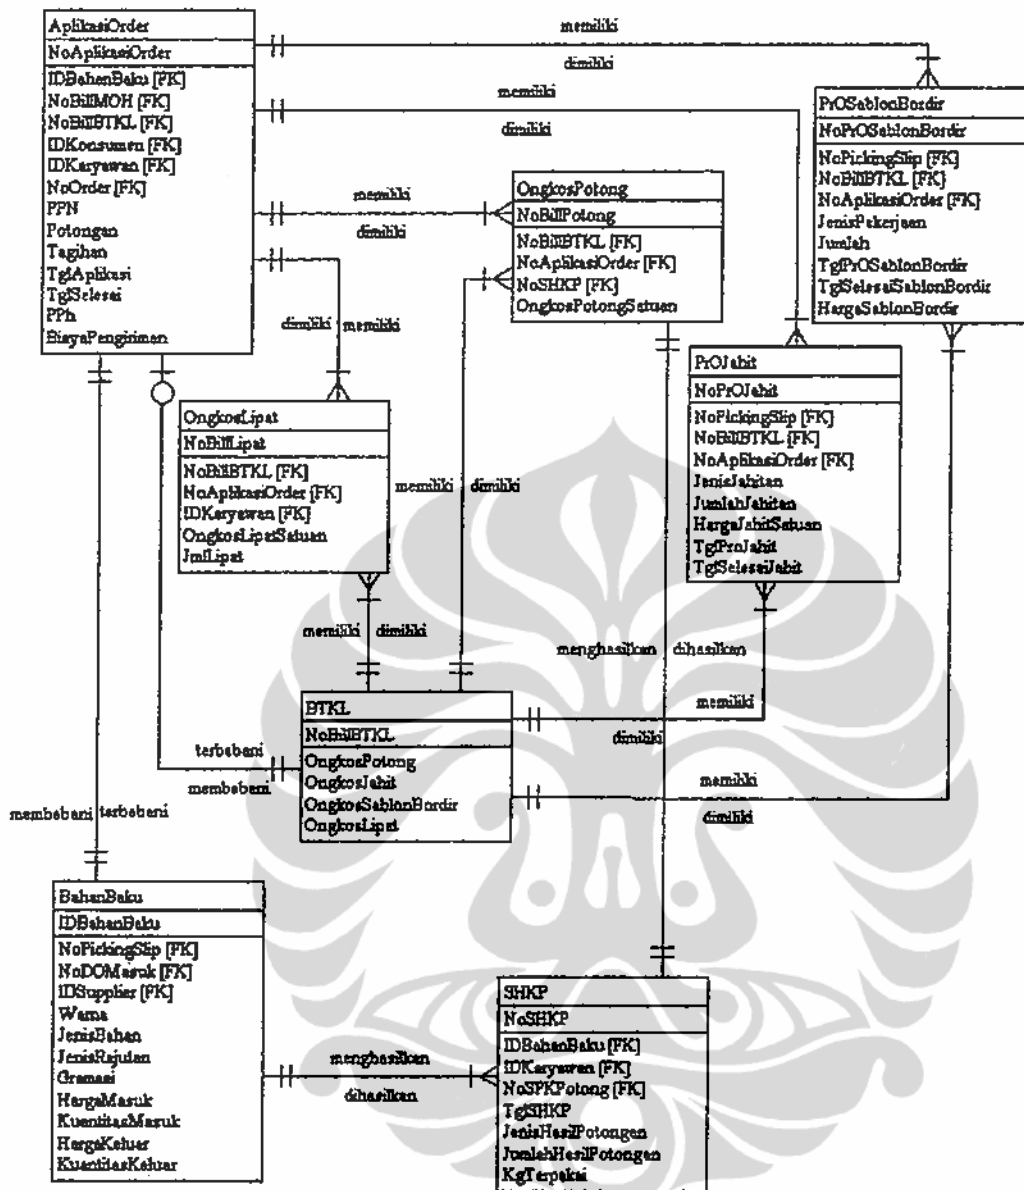 AplikasiOrder
NoAplikasiOrder
IDBahanBaku [FK]
NoBillMOH [FK]
NoBillBTKL [FK]
IDKonsumen [FK]
IDKaryawan [FK]
NoOrder [FK]
PPN
Potongan
Tagihan
TglAplikasi
TglSelesai
PPh
BiayaPengiriman
memiliki
dimiliki
memiliki
dimiliki
memiliki
dimiliki
dimiliki memiliki
PrOSablonBordir
NoPrOSablonBordir
NoPickingSlip [FK]
NoBillBTKL [FK]
NoAplikasiOrder [FK]
JenisPekerjaan
Jumlah
TglPrOSablonBordir
TglSelesaiSablonBordir
HargaSablonBordir
OngkosPotong
NoBillPotong
NoBillBTKL [FK]
NoAplikasiOrder [FK]
NoSHKP [FK]
OngkosPotongSatuan
PrOJahit
NoPrOJahit
NoPickingSlip [FK]
NoBillBTKL [FK]
NoAplikasiOrder [FK]
JenisJahitan
JumlahJahitan
HargaJahitSatuan
TglProJahit
TglSelesaiJahit
OngkosLipat
NoBillLipat
NoBillBTKL [FK]
NoAplikasiOrder [FK]
IDKaryawan [FK]
OngkosLipatSatuan
JmlLipat
memiliki dimiliki
memiliki dimiliki
menghasilkan dihasilkan
BTKL
NoBillBTKL
OngkosPotong
OngkosJahit
OngkosSablonBordir
OngkosLipat
memiliki
dimiliki
memiliki
dimiliki
terbebani
membebani
membebani terbebani
BahanBaku
IDBahanBaku
NoPickingSlip [FK]
NoDOMasuk [FK]
IDSupplier [FK]
Warna
JenisBahan
JenisRajutan
Gramasi
HargaMasuk
KuantitasMasuk
HargaKeluar
KuantitasKeluar
menghasilkan
dihasilkan
SHKP
NoSHKP
IDBahanBaku [FK]
IDKaryawan [FK]
NoSPKPotong [FK]
TglSHKP
JenisHasilPotongan
JumlahHasilPotongan
KgTerpakai